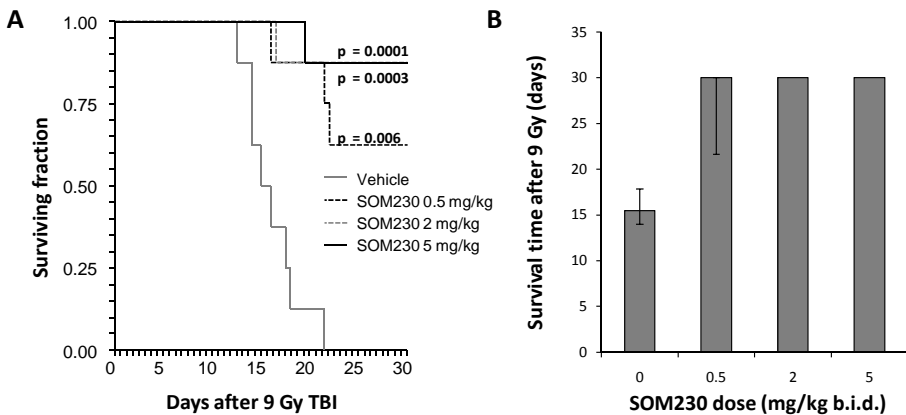 A
1.00
0.75
0.50
0.25
0.00
Surviving fraction
p = 0.0001
p = 0.0003
p = 0.006
Vehicle
SOM230 0.5 mg/kg
SOM230 2 mg/kg
SOM230 5 mg/kg
0 5 10 15 20 25 30
Days after 9 Gy TBI
B
35
30
25
20
15
10
5
0
Survival time after 9 Gy (days)
0 0.5 2 5
SOM230 dose (mg/kg b.i.d.)